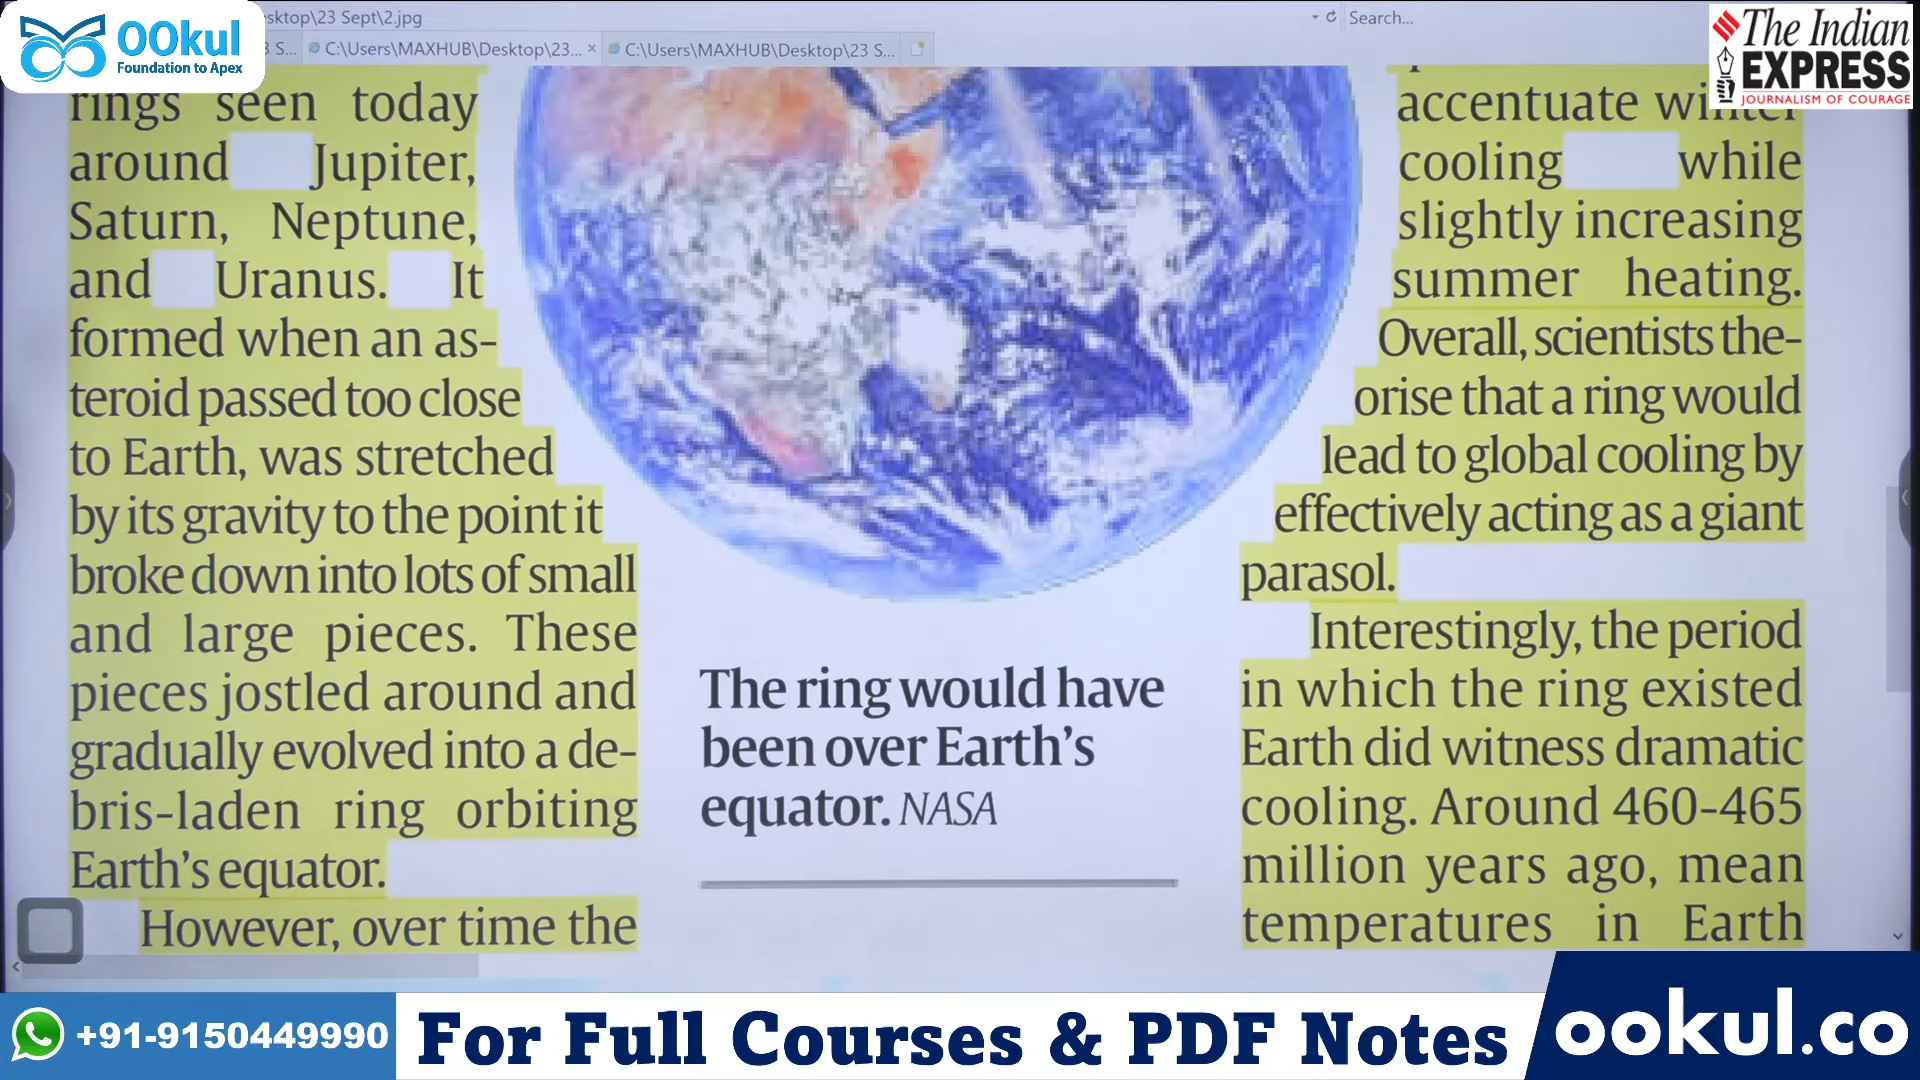 OOkul
Foundation to Apex
sktop\23 Sept\2.jpg
Search...
S...
C:\Users\MAXHUB\Desktop\23...
C:\Users\MAXHUB\Desktop\23 S...
The Indian
EXPRESS
JOURNALISM OF COURAGE
rings seen today
around Jupiter,
Saturn, Neptune,
and Uranus. It
formed when an as-
teroid passed too close
to Earth, was stretched
by its gravity to the point it
broke down into lots of small
and large pieces. These
pieces jostled around and
gradually evolved into a de-
bris-laden ring orbiting
Earth's equator.
However, over time the
The ring would have
been over Earth's
equator. NASA
accentuate winter
cooling while
slightly increasing
summer heating.
Overall, scientists the-
orise that a ring would
lead to global cooling by
effectively acting as a giant
parasol.
Interestingly, the period
in which the ring existed
Earth did witness dramatic
cooling. Around 460-465
million years ago, mean
temperatures in Earth
+91-9150449990
For Full Courses & PDF Notes
ookul.co